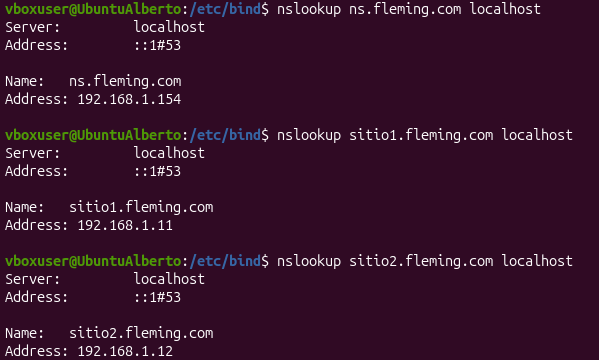 vboxuser@UbuntuAlberto:/etc/bind$ nslookup ns.fleming.com localhost
Server:         localhost
Address:        ::1#53

Name:   ns.fleming.com
Address: 192.168.1.154

vboxuser@UbuntuAlberto:/etc/bind$ nslookup sitio1.fleming.com localhost
Server:         localhost
Address:        ::1#53

Name:   sitio1.fleming.com
Address: 192.168.1.11

vboxuser@UbuntuAlberto:/etc/bind$ nslookup sitio2.fleming.com localhost
Server:         localhost
Address:        ::1#53

Name:   sitio2.fleming.com
Address: 192.168.1.12